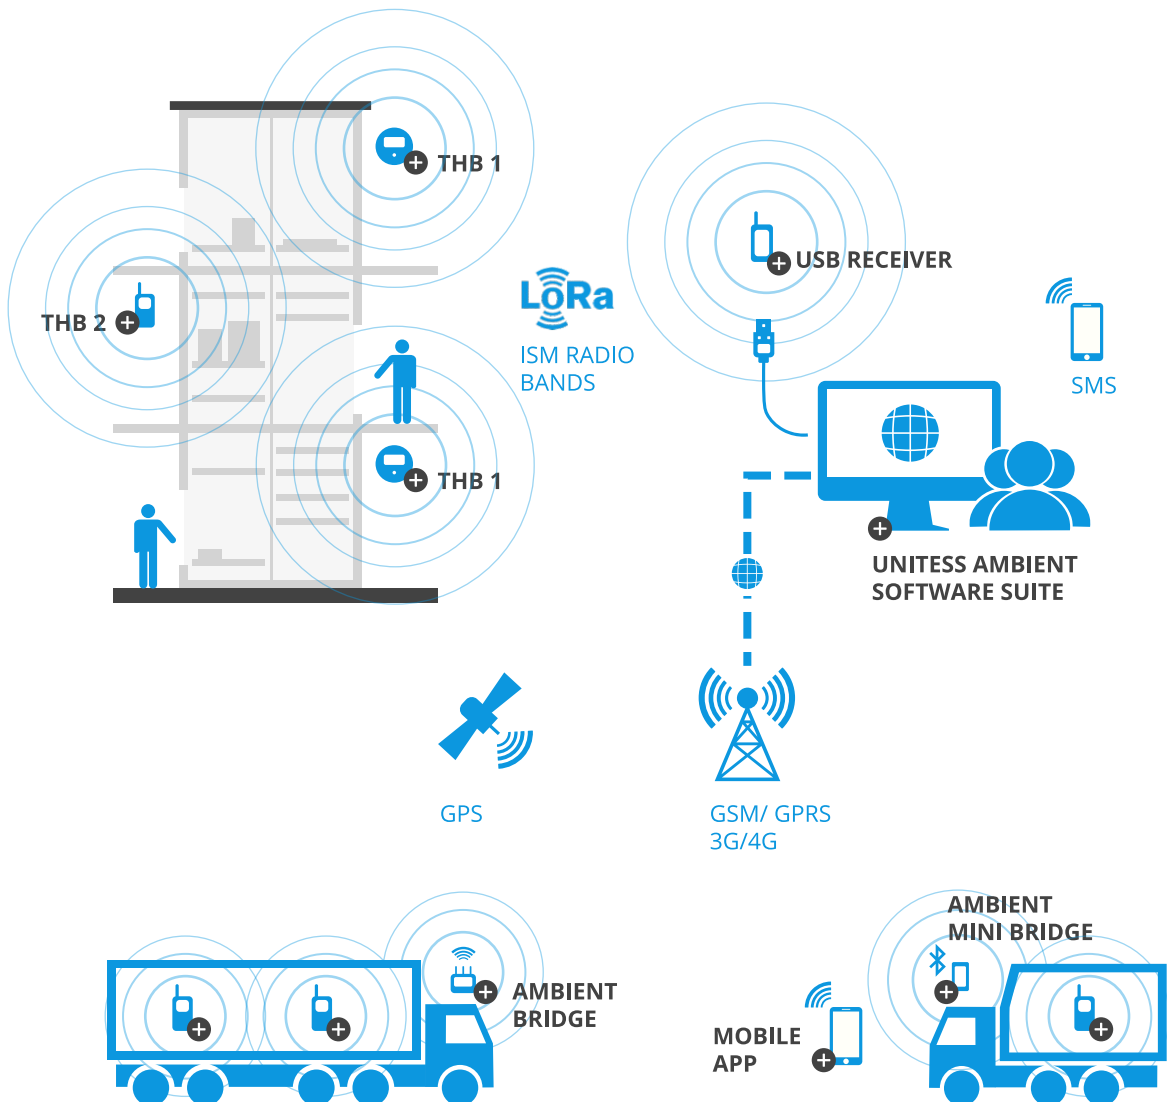 THB 1
USB RECEIVER
THB 2
LoRa
ISM RADIO
BANDS
SMS
THB 1
UNITESS AMBIENT
SOFTWARE SUITE
GPS
GSM/ GPRS
3G/4G
AMBIENT
BRIDGE
AMBIENT
MINI BRIDGE
MOBILE
APP